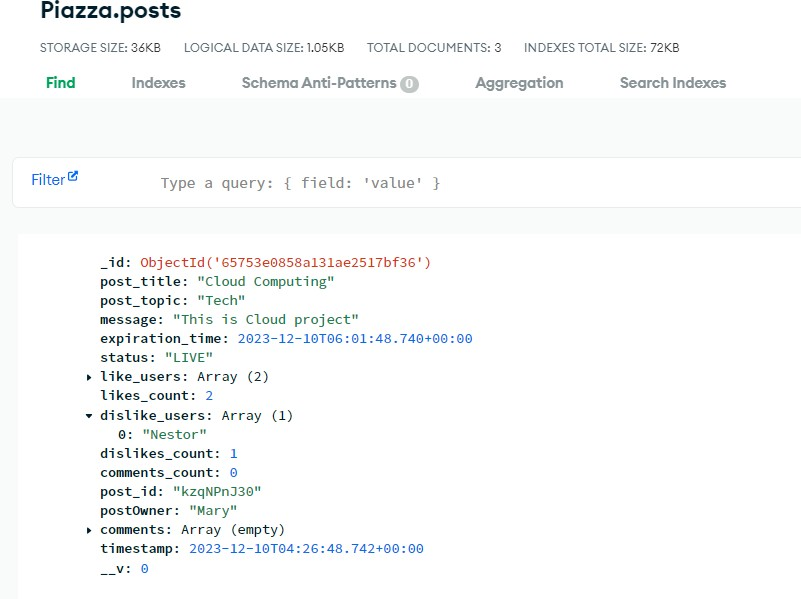 Piazza.posts
STORAGE SIZE: 36KB LOGICAL DATA SIZE: 1.05KB TOTAL DOCUMENTS: 3 INDEXES TOTAL SIZE: 72KB
Find Indexes Schema Anti-Patterns 0 Aggregation Search Indexes
Filter Type a query: { field: 'value' }
_id: ObjectId('65753e0858a131ae2517bf36')
post_title: "Cloud Computing"
post_topic: "Tech"
message: "This is Cloud project"
expiration_time: 2023-12-10T06:01:48.740+00:00
status: "LIVE"
like_users: Array (2)
likes_count: 2
dislike_users: Array (1)
0: "Nestor"
dislikes_count: 1
comments_count: 0
post_id: "kzqNPnJ30"
postOwner: "Mary"
comments: Array (empty)
timestamp: 2023-12-10T04:26:48.742+00:00
__v: 0